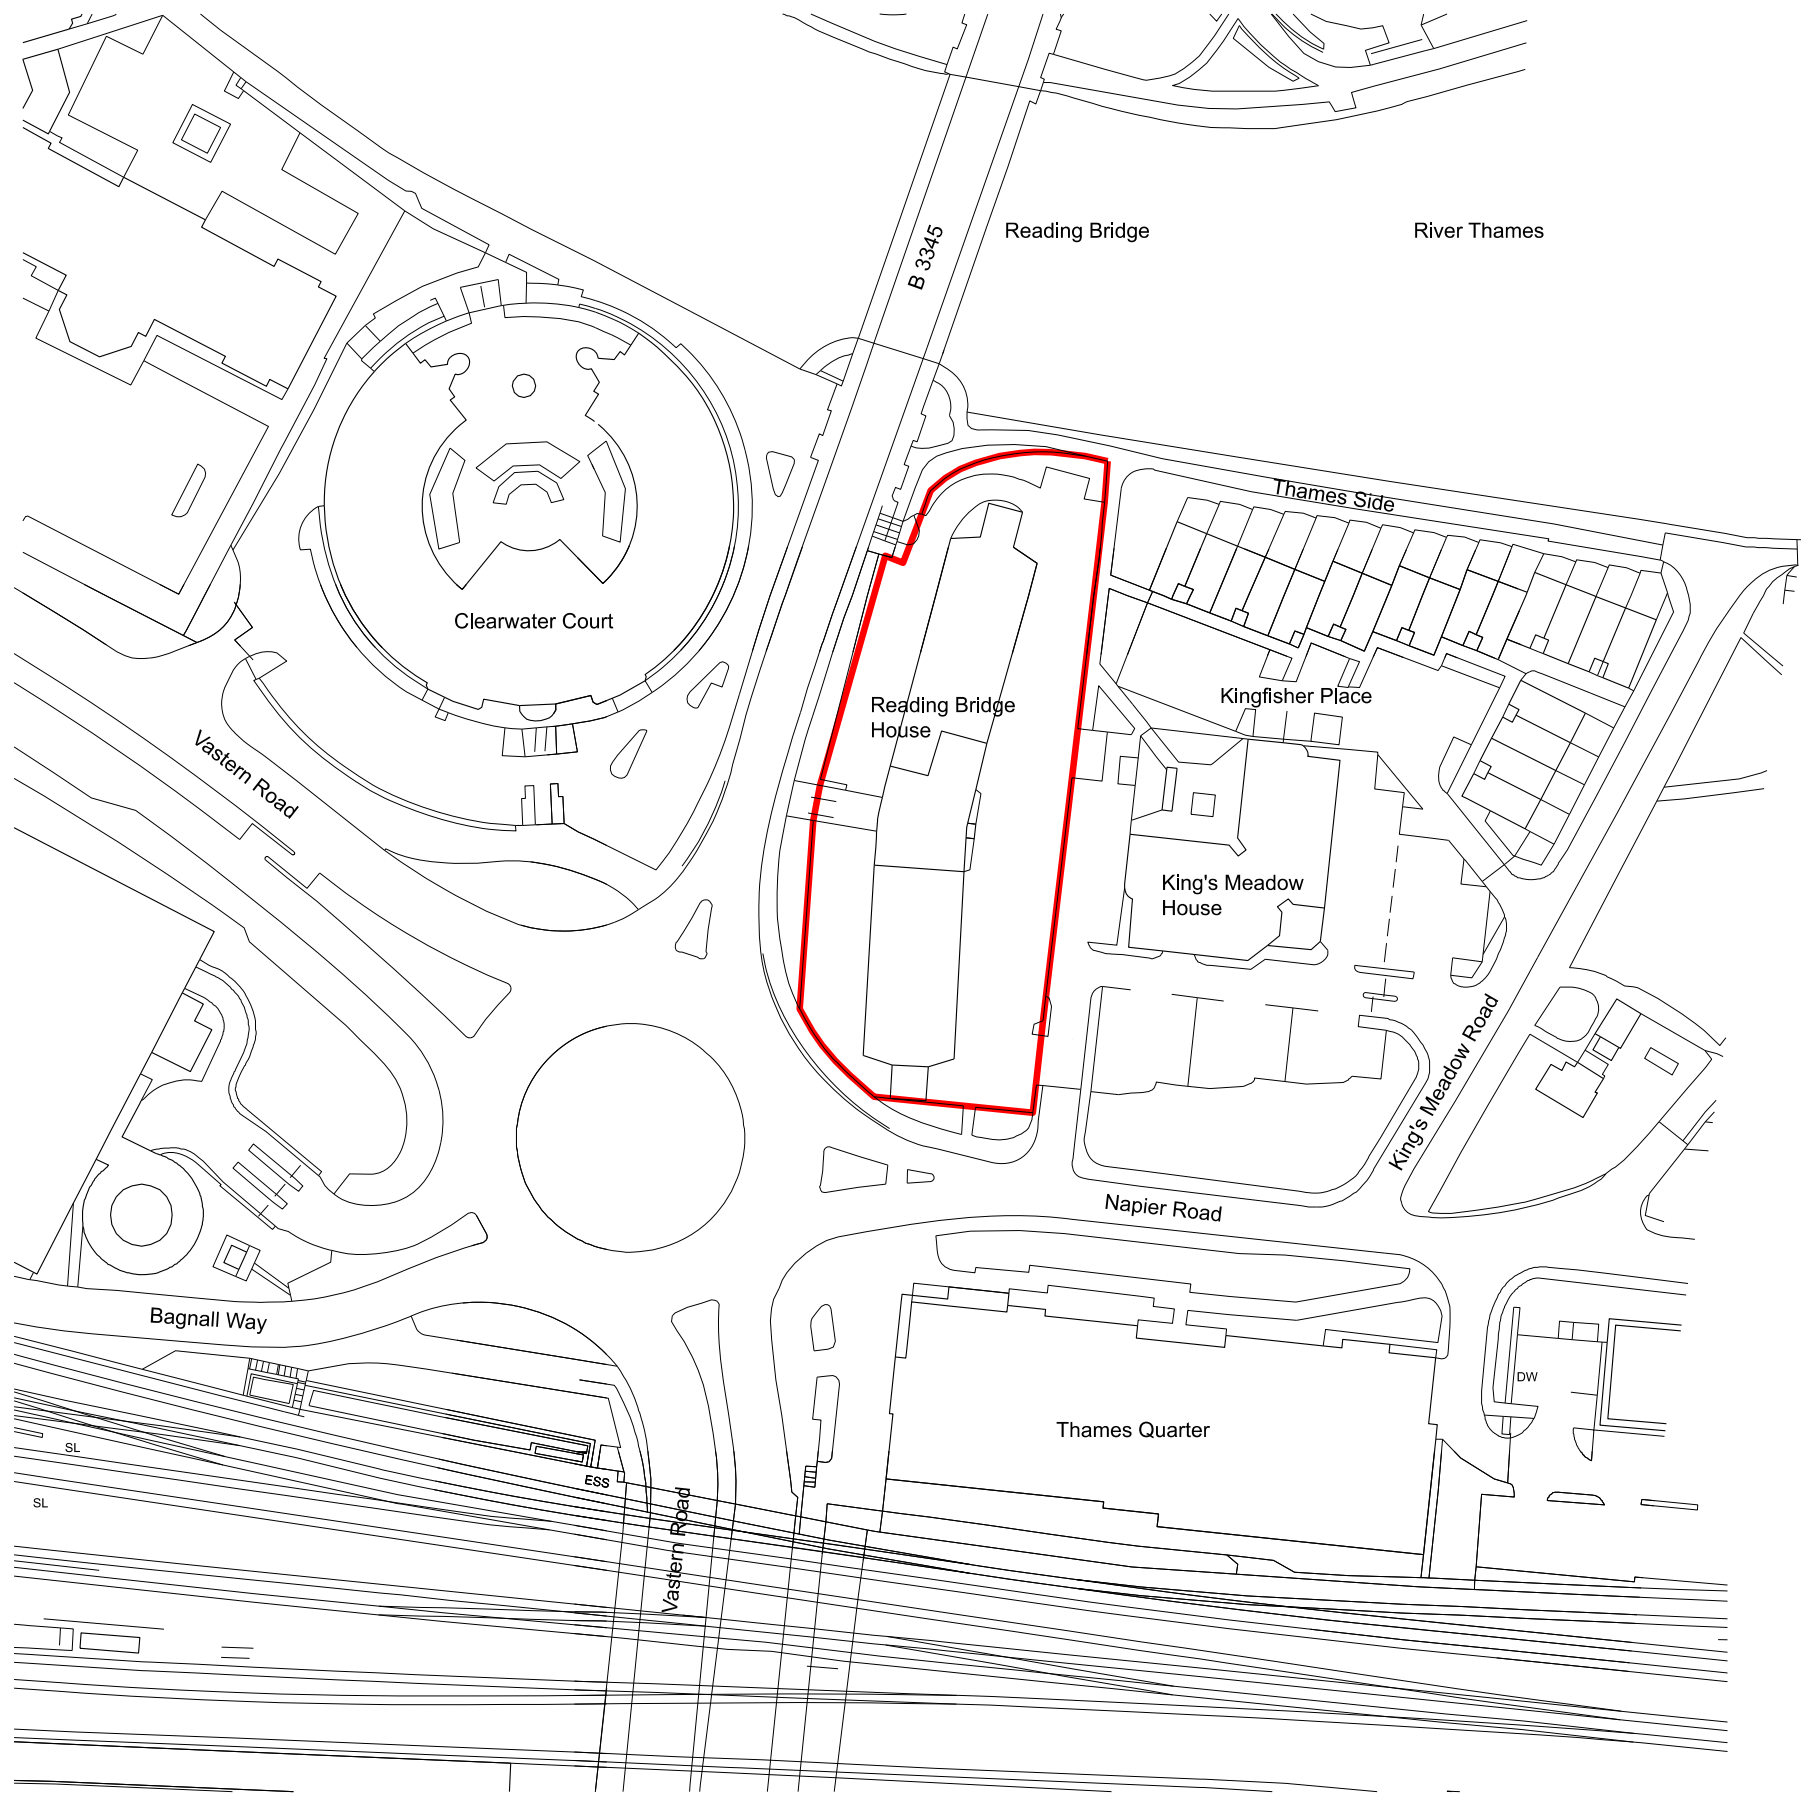 Reading Bridge
River Thames
B 3345
Thames Side
Clearwater Court
Kingfisher Place
Reading Bridge
House
Vastern Road
King's Meadow
House
King's Meadow Road
Napier Road
Bagnall Way
DW
Thames Quarter
SL
ESS
SL
Vastern Road